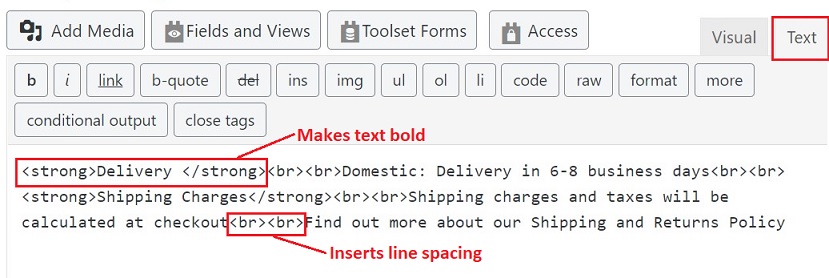 Add Media Fields and Views Toolset Forms Access
Visual Text
b i link b-quote del ins img ul ol li code raw format more
conditional output close tags
Makes text bold
<strong>Delivery </strong><br><br>Domestic: Delivery in 6-8 business days<br><br>
<strong>Shipping Charges</strong><br><br>Shipping charges and taxes will be
calculated at checkout<br><br>Find out more about our Shipping and Returns Policy
Inserts line spacing